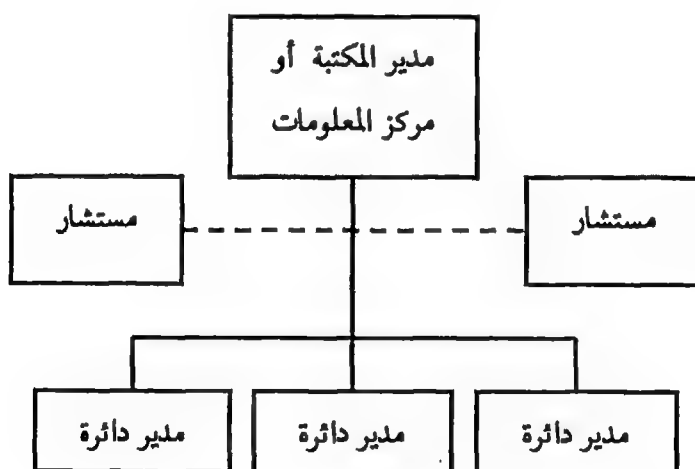 مدير المكتبة أو
مركز المعلومات
مستشار
مستشار
مدير دائرة
مدير دائرة
مدير دائرة